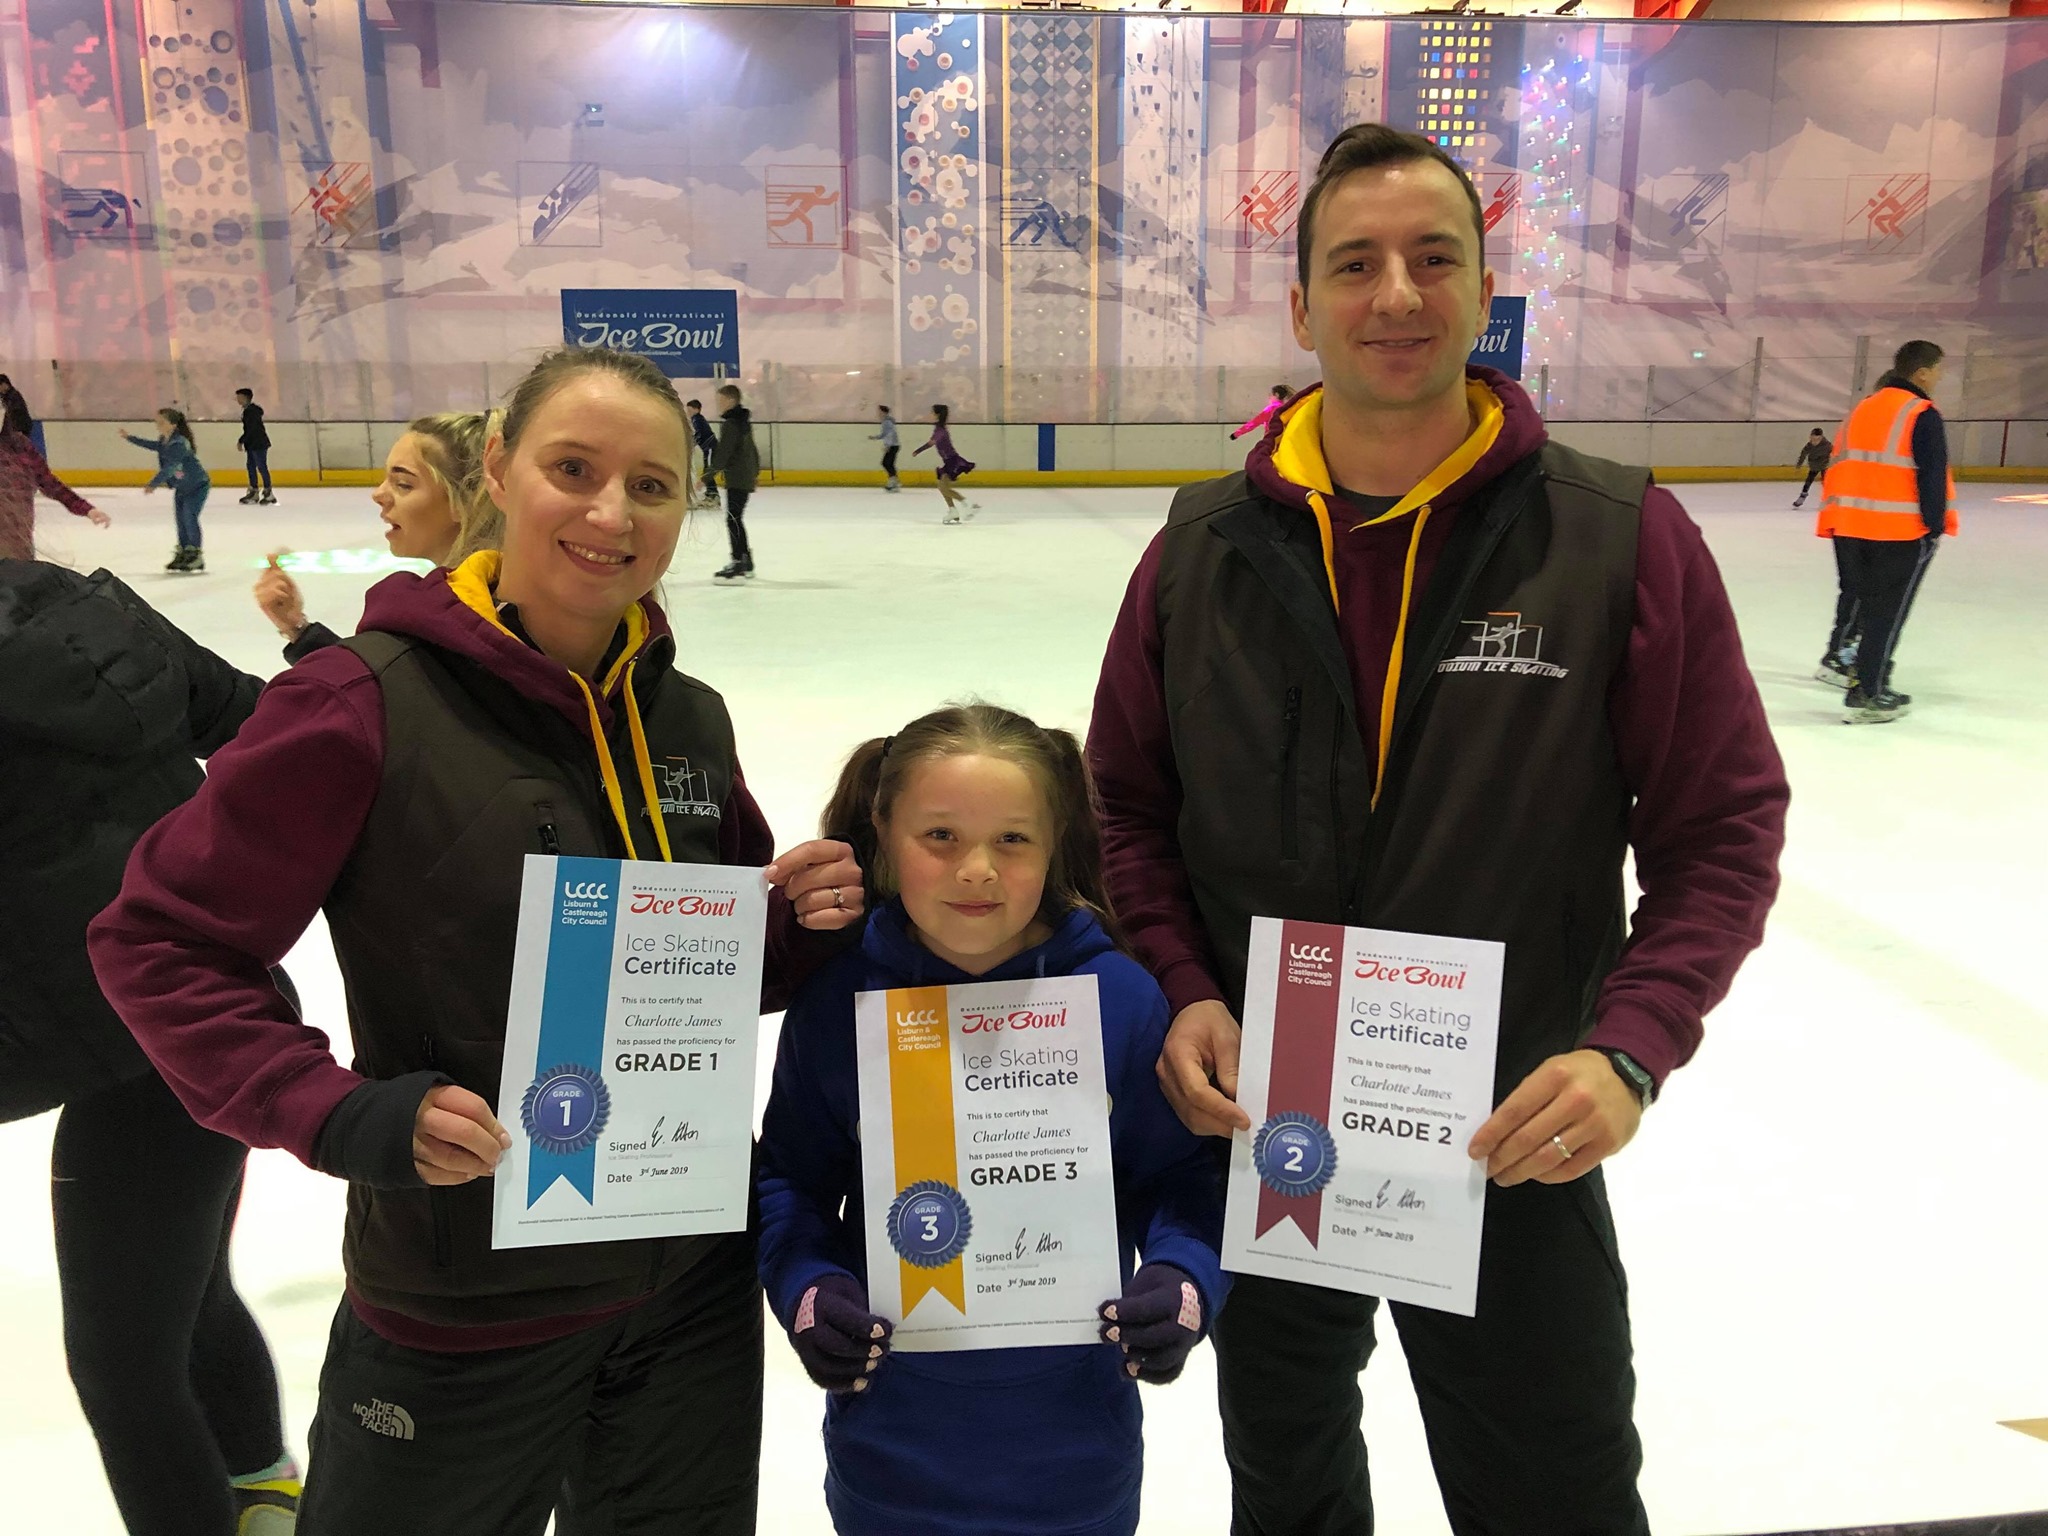 Dundonald International
Ice Bowl
Ice Bowl
PODIUM ICE SKATING
THE
NORTH
FACE
LCCC
Lisburn &
Castlereagh
City Council
Dundonald International
Ice Bowl
Ice Skating
Certificate
This is to certify that
Charlotte James
has passed the proficiency for
GRADE 1
GRADE
1
Signed
Ice Skating Professional
Date 3rd June 2019
LCCC
Lisburn &
Castlereagh
City Council
Dundonald International
Ice Bowl
Ice Skating
Certificate
This is to certify that
Charlotte James
has passed the proficiency for
GRADE 3
GRADE
3
Signed
Ice Skating Professional
Date 3rd June 2019
LCCC
Lisburn &
Castlereagh
City Council
Dundonald International
Ice Bowl
Ice Skating
Certificate
This is to certify that
Charlotte James
has passed the proficiency for
GRADE 2
GRADE
2
Signed
Ice Skating Professional
Date 3rd June 2019